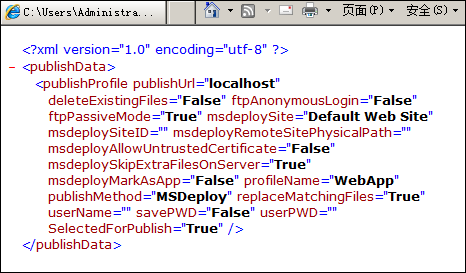 C:\Users\Administra...
页面(P)
安全(S)
<?xml version="1.0" encoding="utf-8" ?>
- <publishData>
<publishProfile publishUrl="localhost"
deleteExistingFiles="False" ftpAnonymousLogin="False"
ftpPassiveMode="True" msdeploySite="Default Web Site"
msdeploySiteID="" msdeployRemoteSitePhysicalPath=""
msdeployAllowUntrustedCertificate="False"
msdeploySkipExtraFilesOnServer="True"
msdeployMarkAsApp="False" profileName="WebApp"
publishMethod="MSDeploy" replaceMatchingFiles="True"
userName="" savePWD="False" userPWD=""
SelectedForPublish="True" />
</publishData>